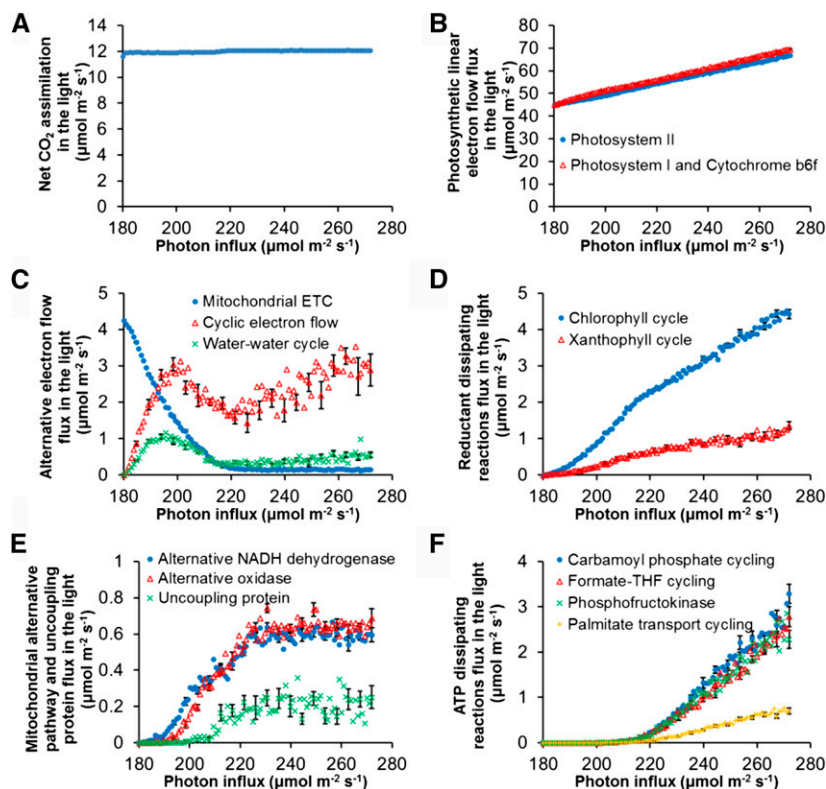 A
Net CO2 assimilation
in the light
(µmol m-2 s-1)
16
14
12
10
8
6
4
2
0
180 200 220 240 260 280
Photon influx (µmol m-2 s-1)
B
Photosynthetic linear
electron flow flux
in the light
(µmol m-2 s-1)
80
70
60
50
40
30
20
10
0
Photosystem II
Photosystem I and Cytochrome b6f
180 200 220 240 260 280
Photon influx (µmol m-2 s-1)
C
Alternative electron flow
flux in the light
(µmol m-2 s-1)
5
4
3
2
1
0
Mitochondrial ETC
Cyclic electron flow
Water-water cycle
180 200 220 240 260 280
Photon influx (µmol m-2 s-1)
D
Reductant dissipating
reactions flux in the light
(µmol m-2 s-1)
5
4
3
2
1
0
Chlorophyll cycle
Xanthophyll cycle
180 200 220 240 260 280
Photon influx (µmol m-2 s-1)
E
Mitochondrial alternative
pathway and uncoupling
protein flux in the light
(µmol m-2 s-1)
1
0.8
0.6
0.4
0.2
0
Alternative NADH dehydrogenase
Alternative oxidase
Uncoupling protein
180 200 220 240 260 280
Photon influx (µmol m-2 s-1)
F
ATP dissipating
reactions flux in the light
(µmol m-2 s-1)
4
3
2
1
0
Carbamoyl phosphate cycling
Formate-THF cycling
Phosphofructokinase
Palmitate transport cycling
180 200 220 240 260 280
Photon influx (µmol m-2 s-1)